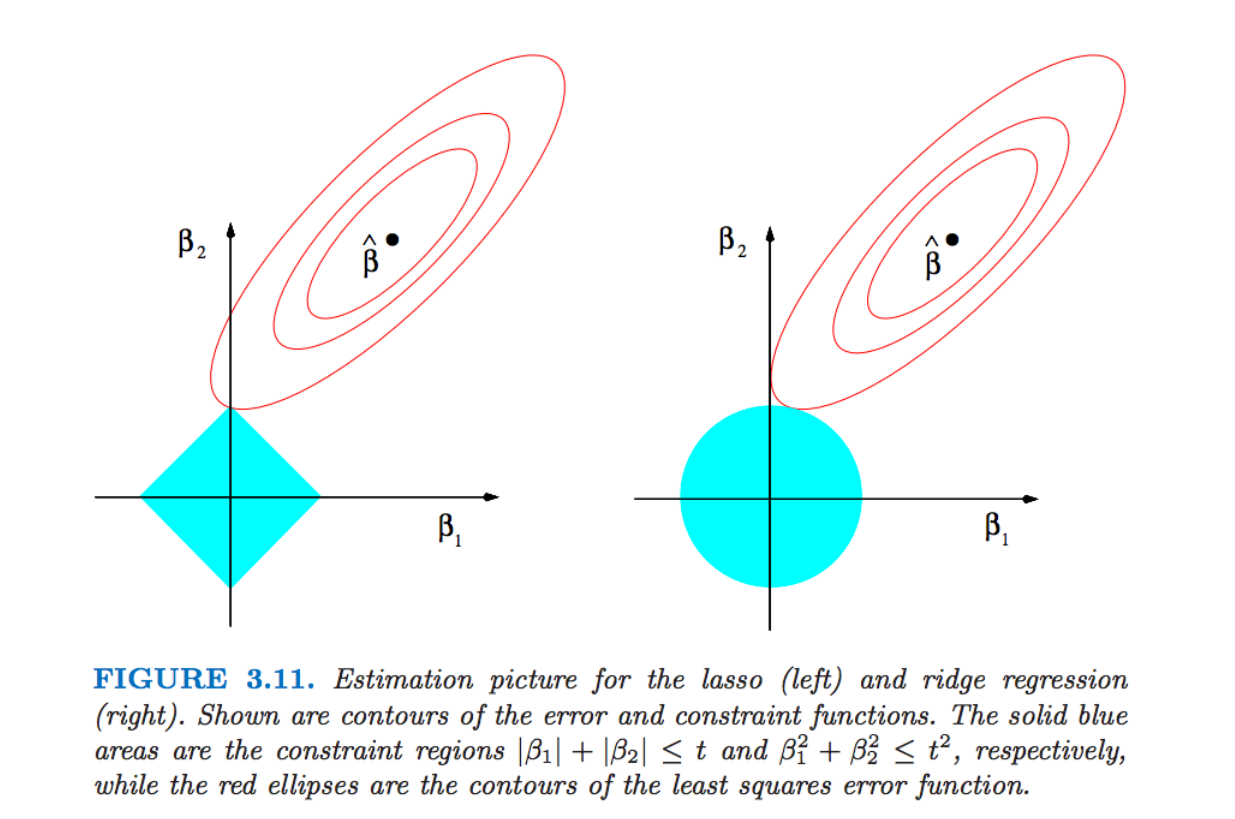 β₂
β̂
β₁
β₂
β̂
β₁
FIGURE 3.11. Estimation picture for the lasso (left) and ridge regression
(right). Shown are contours of the error and constraint functions. The solid blue
areas are the constraint regions |β₁| + |β₂| ≤ t and β₁² + β₂² ≤ t², respectively,
while the red ellipses are the contours of the least squares error function.